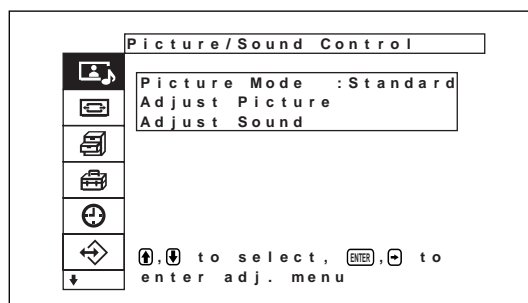 Picture/Sound Control
Picture Mode :Standard
Adjust Picture
Adjust Sound
↑,↓ to select, ENTER,→ to
enter adj. menu